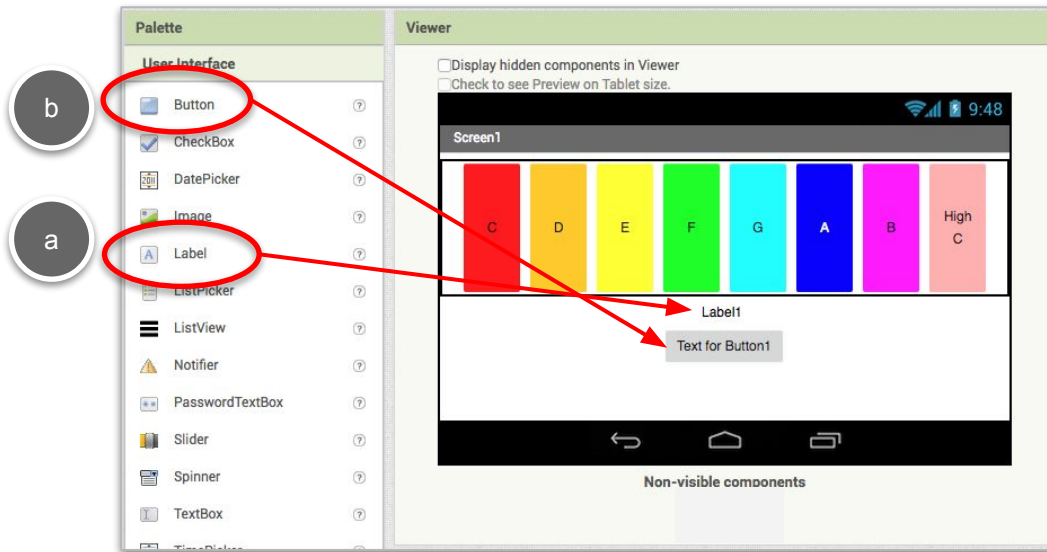 Palette
Viewer
User Interface
Display hidden components in Viewer
Check to see Preview on Tablet size.
b
Button
?
9:48
CheckBox
?
Screen1
DatePicker
?
Image
?
C
D
E
F
G
A
B
High
C
a
Label
?
ListPicker
?
Label1
ListView
?
Text for Button1
Notifier
?
PasswordTextBox
?
Slider
?
Spinner
?
Non-visible components
TextBox
?
TimePicker